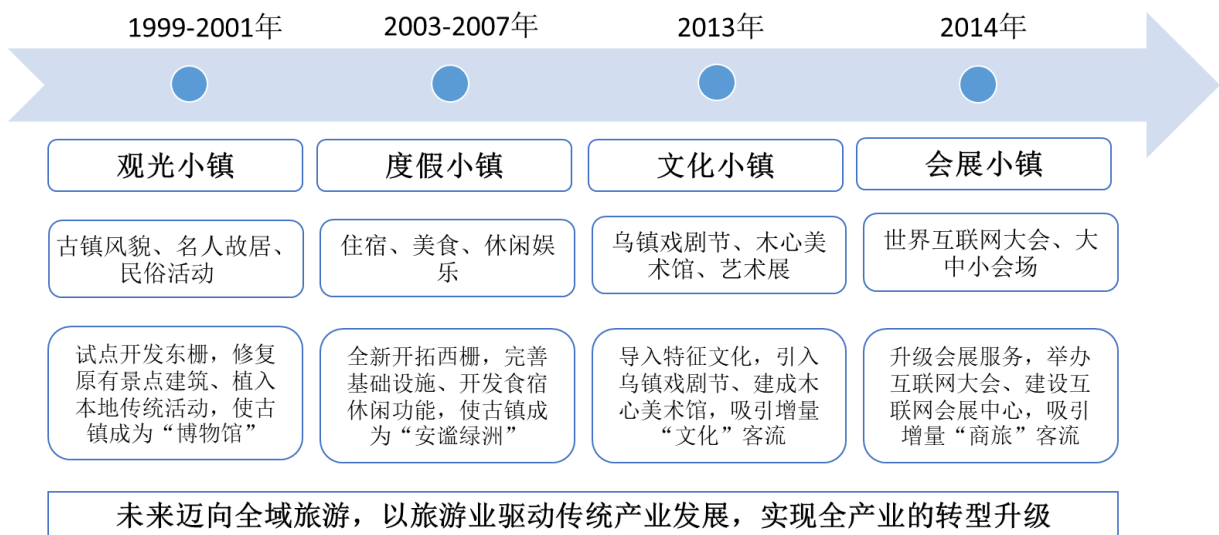 1999-2001年
2003-2007年
2013年
2014年
观光小镇
度假小镇
文化小镇
会展小镇
古镇风貌、名人故居、
民俗活动
住宿、美食、休闲娱
乐
乌镇戏剧节、木心美
术馆、艺术展
世界互联网大会、大
中小会场
试点开发东栅，修复
原有景点建筑、植入
本地传统活动，使古
镇成为“博物馆”
全新开拓西栅，完善
基础设施、开发食宿
休闲功能，使古镇成
为“安谧绿洲”
导入特征文化，引入
乌镇戏剧节、建成木
心美术馆，吸引增量
“文化”客流
升级会展服务，举办
互联网大会、建设互
联网会展中心，吸引
增量“商旅”客流
未来迈向全域旅游，以旅游业驱动传统产业发展，实现全产业的转型升级